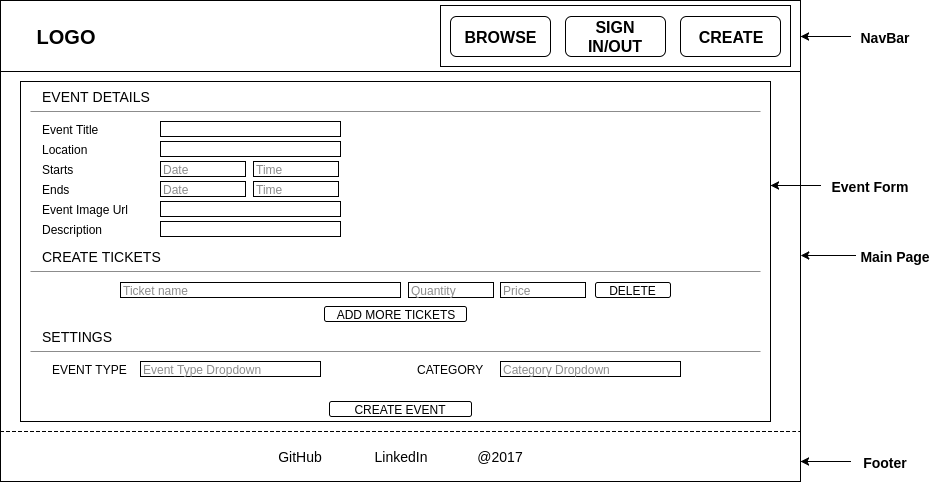 LOGO
BROWSE
SIGN
IN/OUT
CREATE
NavBar
EVENT DETAILS
Event Title
Location
Starts Date Time
Ends Date Time
Event Form
Event Image Url
Description
CREATE TICKETS
Main Page
Ticket name Quantity Price DELETE
ADD MORE TICKETS
SETTINGS
EVENT TYPE Event Type Dropdown CATEGORY Category Dropdown
CREATE EVENT
GitHub LinkedIn @2017
Footer